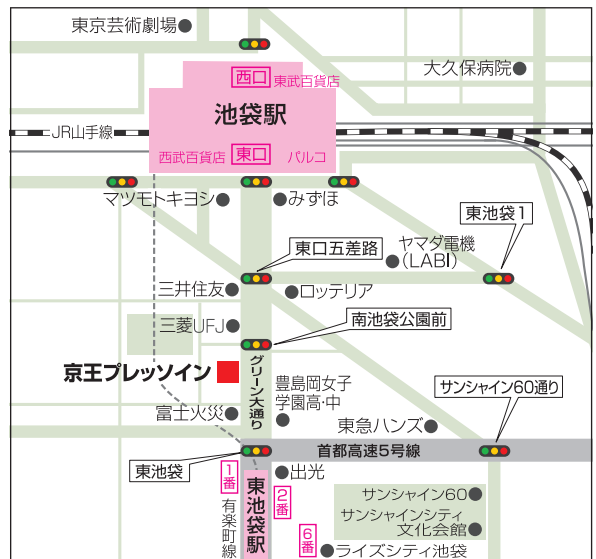 東京芸術劇場
大久保病院
西口
東武百貨店
池袋駅
JR山手線
西武百貨店
東口
パルコ
マツモトキヨシ
みずほ
東池袋1
東口五差路
ヤマダ電機
(LABI)
三井住友
ロッテリア
南池袋公園前
三菱UFJ
京王プレッソイン
グリーン大通り
豊島岡女子
学園高・中
サンシャイン60通り
富士火災
東急ハンズ
首都高速5号線
東池袋
1番
出光
2番
東池袋駅
有楽町線
6番
サンシャイン60
サンシャインシティ
文化会館
ライズシティ池袋